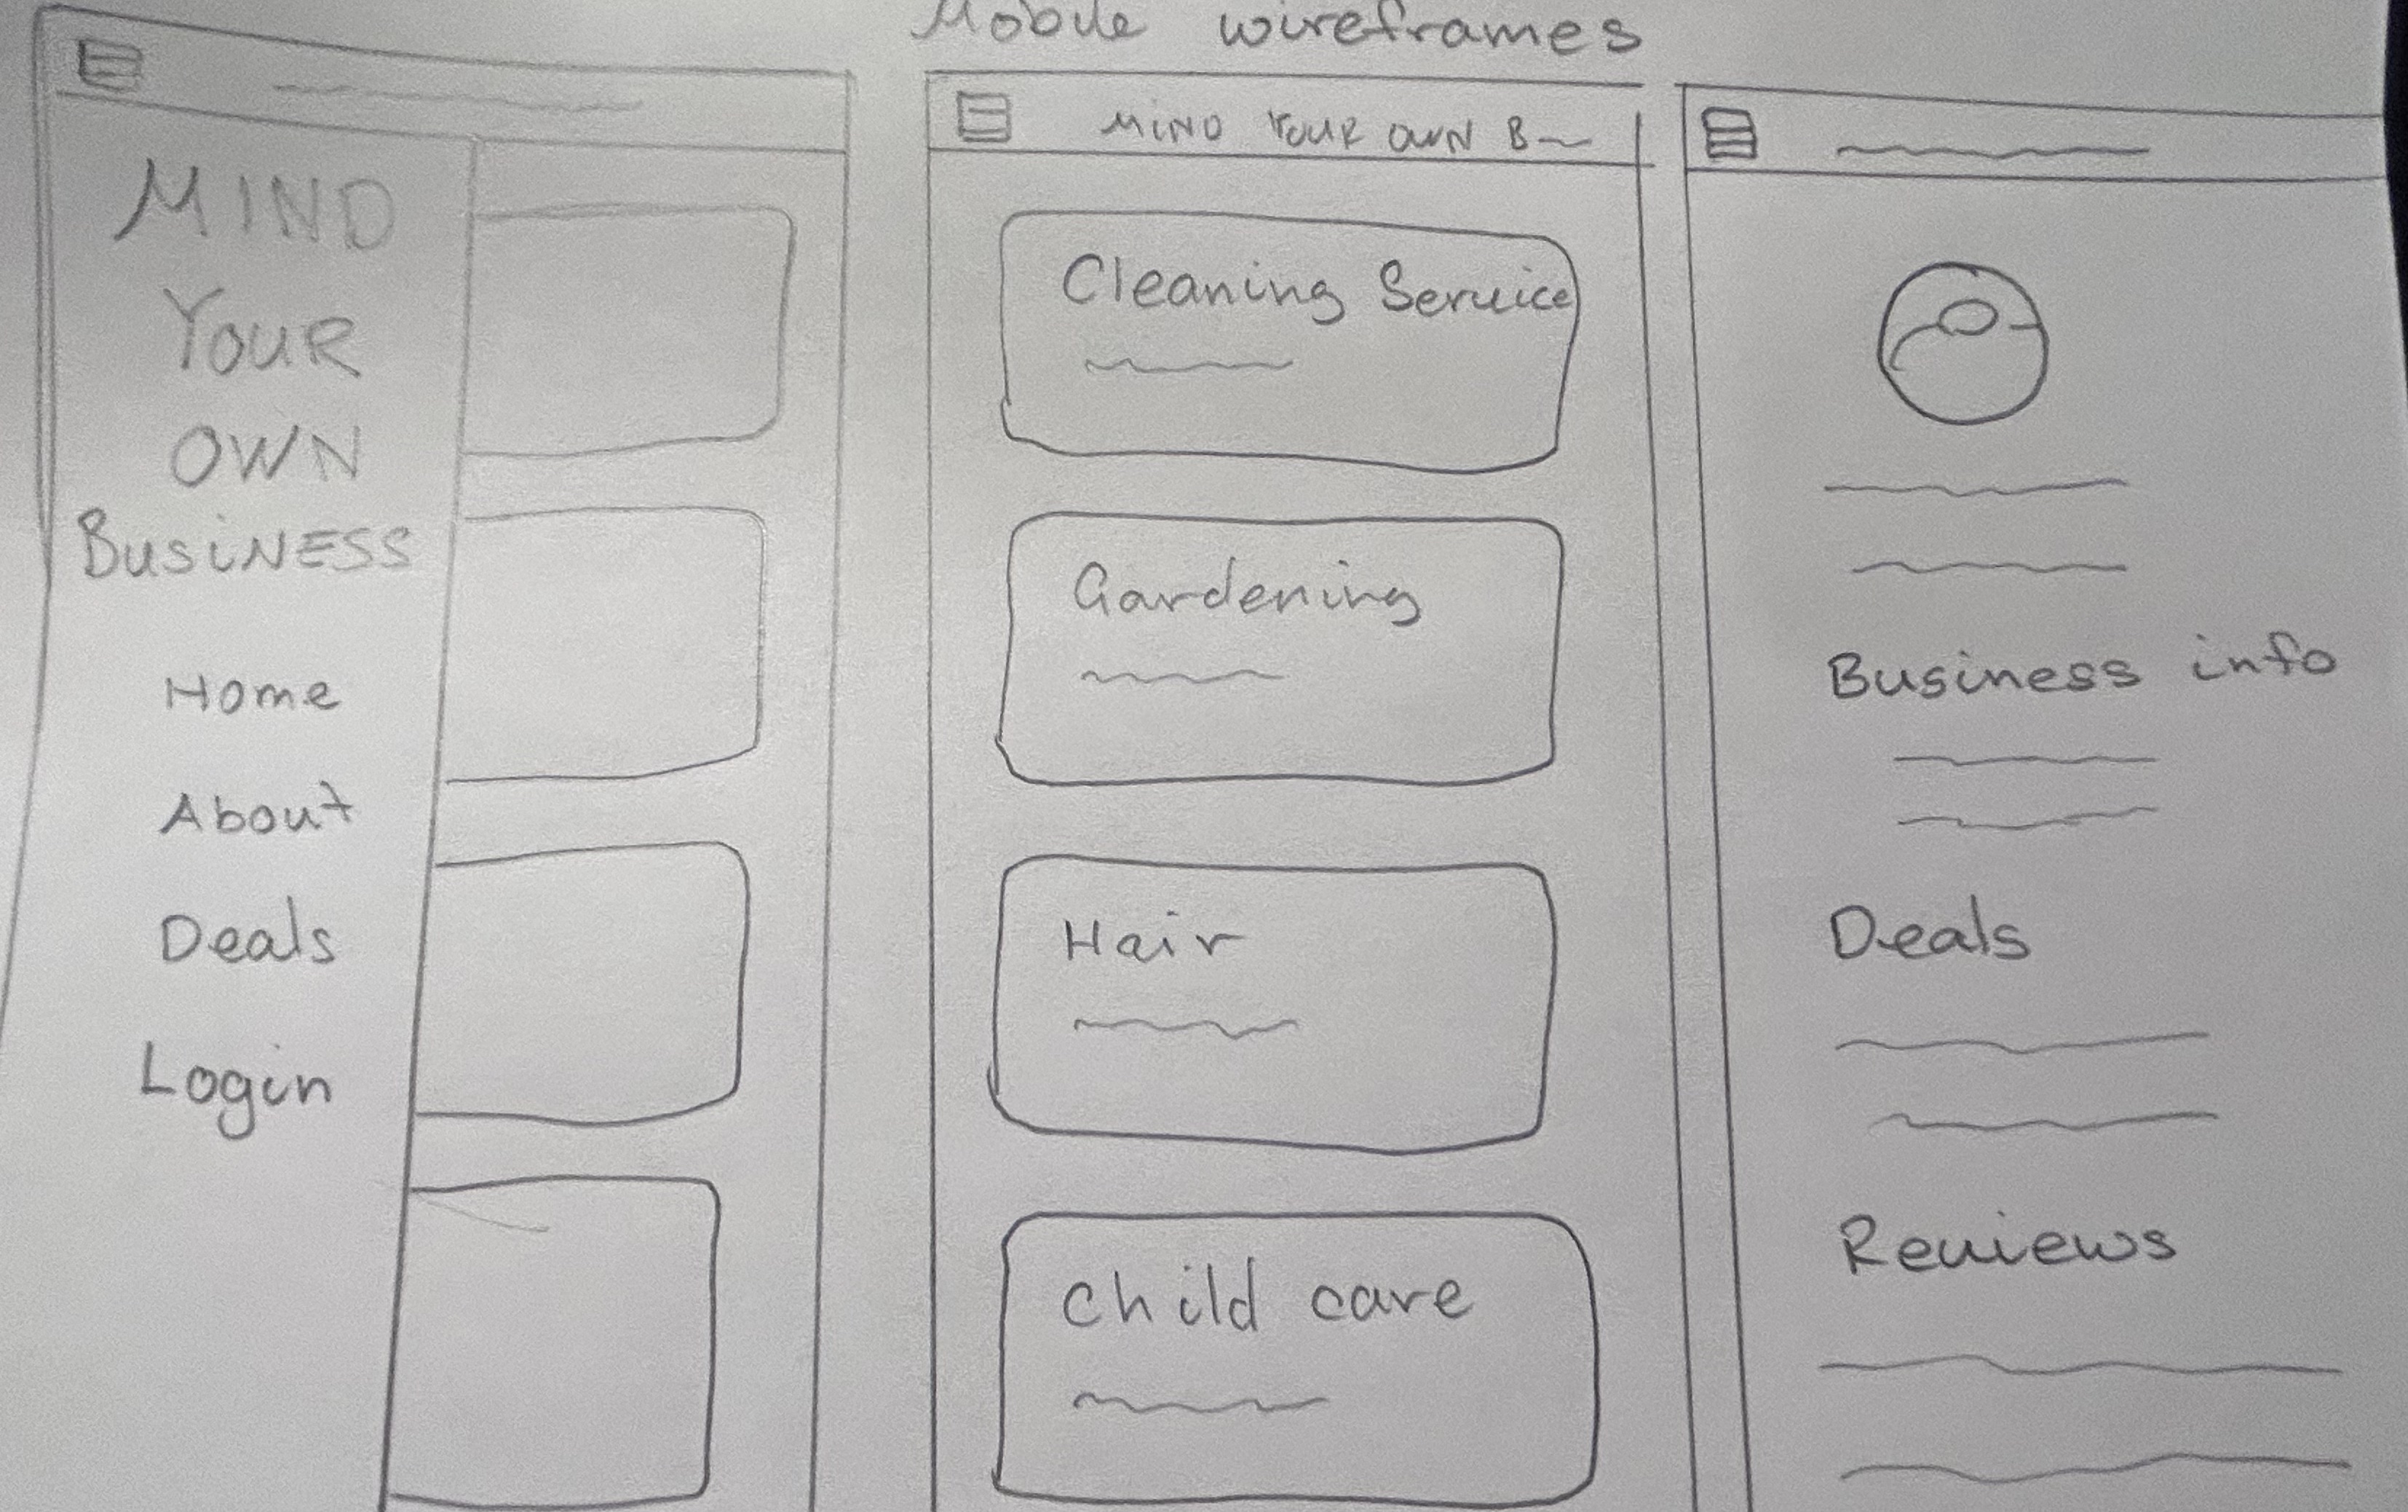 Mobile wireframes
MIND
YOUR
OWN
BUSINESS
Home
About
Deals
Login
MIND YOUR OWN B
Cleaning Service
Gardening
Hair
child care
Business info
Deals
Reviews